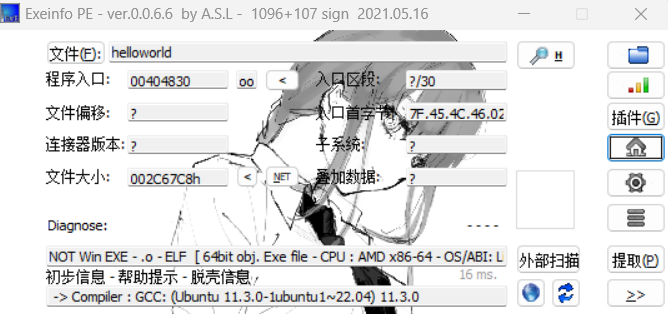 Exeinfo PE - ver.0.0.6.6 by A.S.L - 1096+107 sign 2021.05.16
文件(F): helloworld H
程序入口: 00404830 oo < 入口区段: ?/30
文件偏移: ? 入口首字节: 7F.45.4C.46.02 插件(G)
连接器版本: ? 子系统: ?
文件大小: 002C67C8h < NET 叠加数据: ?
Diagnose: ----
NOT Win EXE - .o - ELF [ 64bit obj. Exe file - CPU : AMD x86-64 - OS/ABI: 外部扫描 提取(P)
初步信息 - 帮助提示 - 脱壳信息 16 ms.
-> Compiler : GCC: (Ubuntu 11.3.0-1ubuntu1~22.04) 11.3.0 >>